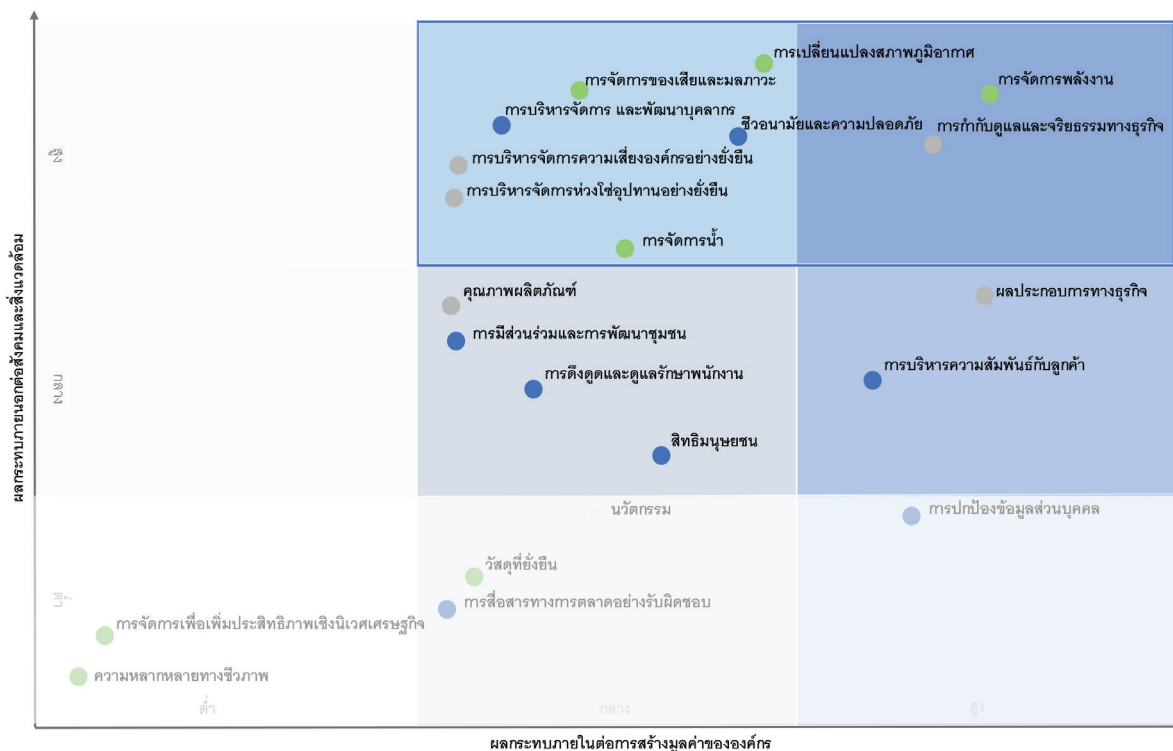 การเปลี่ยนแปลงสภาพภูมิอากาศ
การจัดการของเสียและมลภาวะ
การจัดการพลังงาน
การบริหารจัดการ และพัฒนาบุคลากร
ชีวอนามัยและความปลอดภัย
การกำกับดูแลและจริยธรรมทางธุรกิจ
สูง
การบริหารจัดการความเสี่ยงองค์กรอย่างยั่งยืน
การบริหารจัดการห่วงโซ่อุปทานอย่างยั่งยืน
การจัดการน้ำ
ผลกระทบภายนอกต่อสังคมและสิ่งแวดล้อม
คุณภาพผลิตภัณฑ์
ผลประกอบการทางธุรกิจ
การมีส่วนร่วมและการพัฒนาชุมชน
การบริหารความสัมพันธ์กับลูกค้า
กลาง
การดึงดูดและดูแลรักษาพนักงาน
สิทธิมนุษยชน
นวัตกรรม
การปกป้องข้อมูลส่วนบุคคล
วัสดุที่ยั่งยืน
ต่ำ
การสื่อสารทางการตลาดอย่างรับผิดชอบ
การจัดการเพื่อเพิ่มประสิทธิภาพเชิงนิเวศเศรษฐกิจ
ความหลากหลายทางชีวภาพ
ต่ำ
กลาง
สูง
ผลกระทบภายในต่อการสร้างมูลค่าขององค์กร